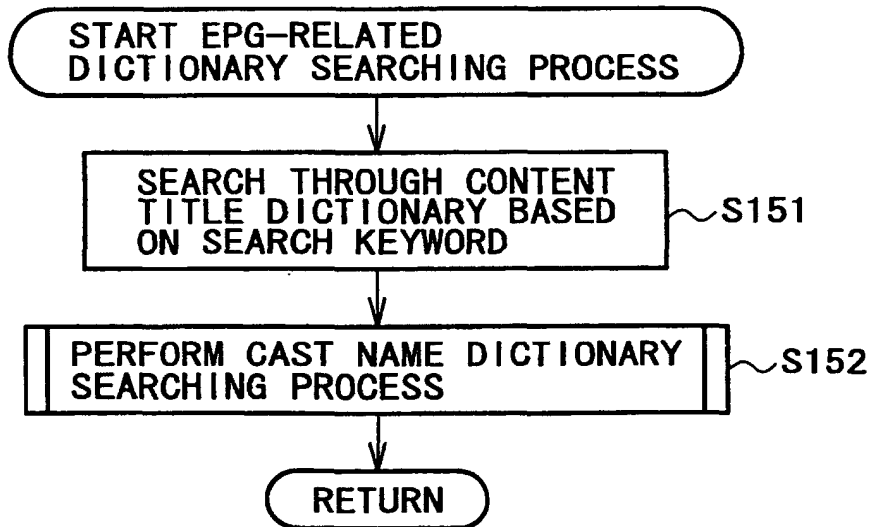 START EPG-RELATED
DICTIONARY SEARCHING PROCESS
SEARCH THROUGH CONTENT
TITLE DICTIONARY BASED
ON SEARCH KEYWORD
S151
PERFORM CAST NAME DICTIONARY
SEARCHING PROCESS
S152
RETURN